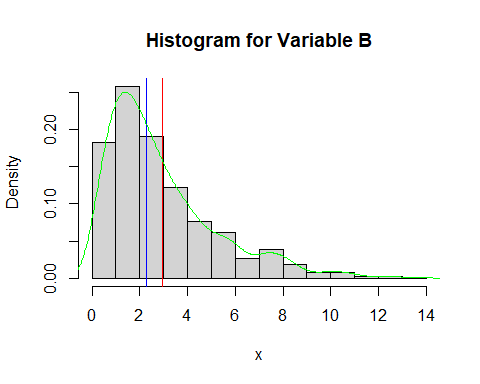 Histogram for Variable B
Density
0.00 0.10 0.20
0 2 4 6 8 10 12 14
x